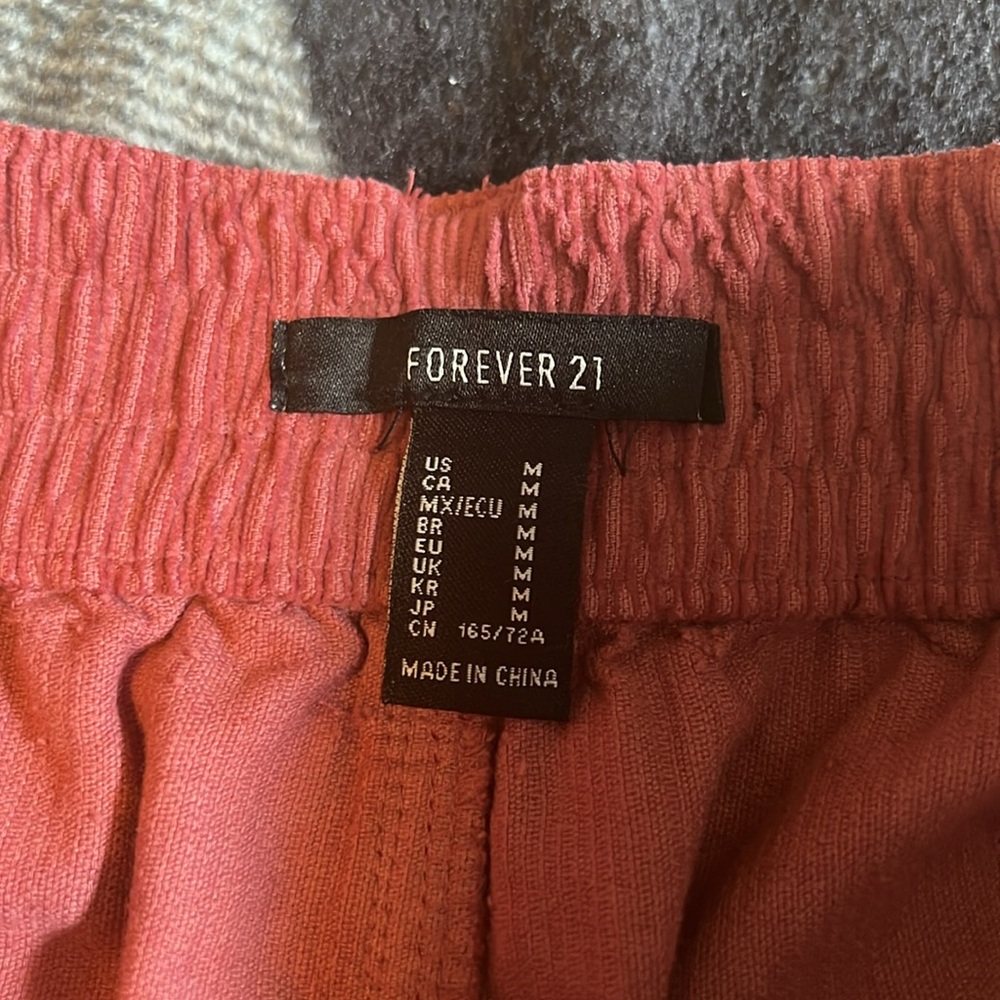 FOREVER 21
US M
CA M
MX/ECU M
BR M
EU M
UK M
KR M
JP M
CN 165/72A
MADE IN CHINA